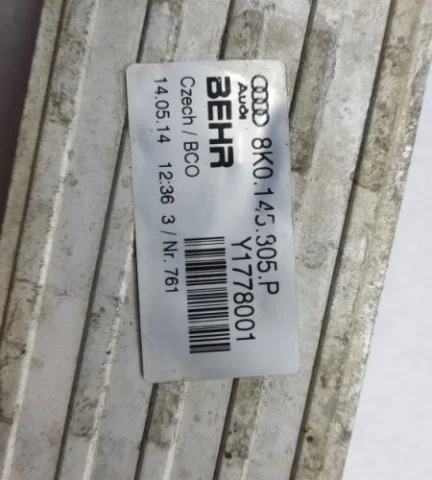 8K0.145.805.P
Audi
Y1778001
BEHR
Czech / BCO
14.05.14 12:36 3 / Nr. 761